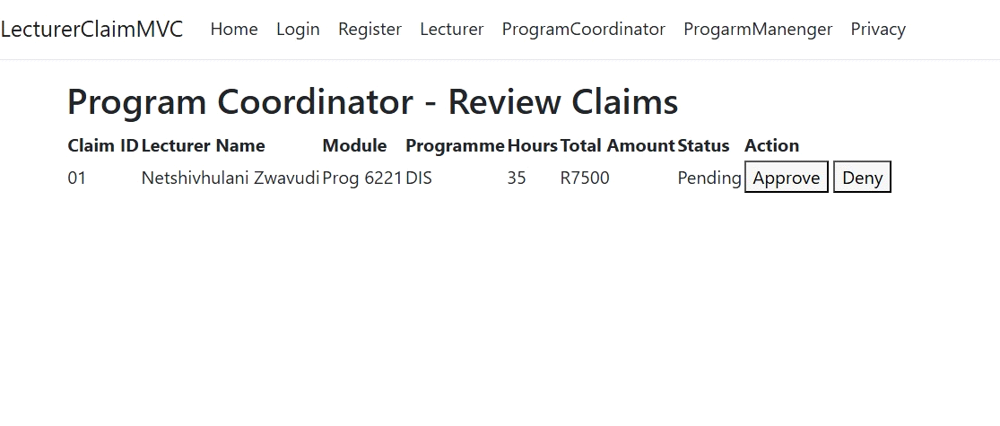 LecturerClaimMVC Home Login Register Lecturer ProgramCoordinator ProgarmManenger Privacy
Program Coordinator - Review Claims
Claim ID Lecturer Name Module Programme Hours Total Amount Status Action
01 Netshivhulani Zwavudi Prog 6221 DIS 35 R7500 Pending Approve Deny